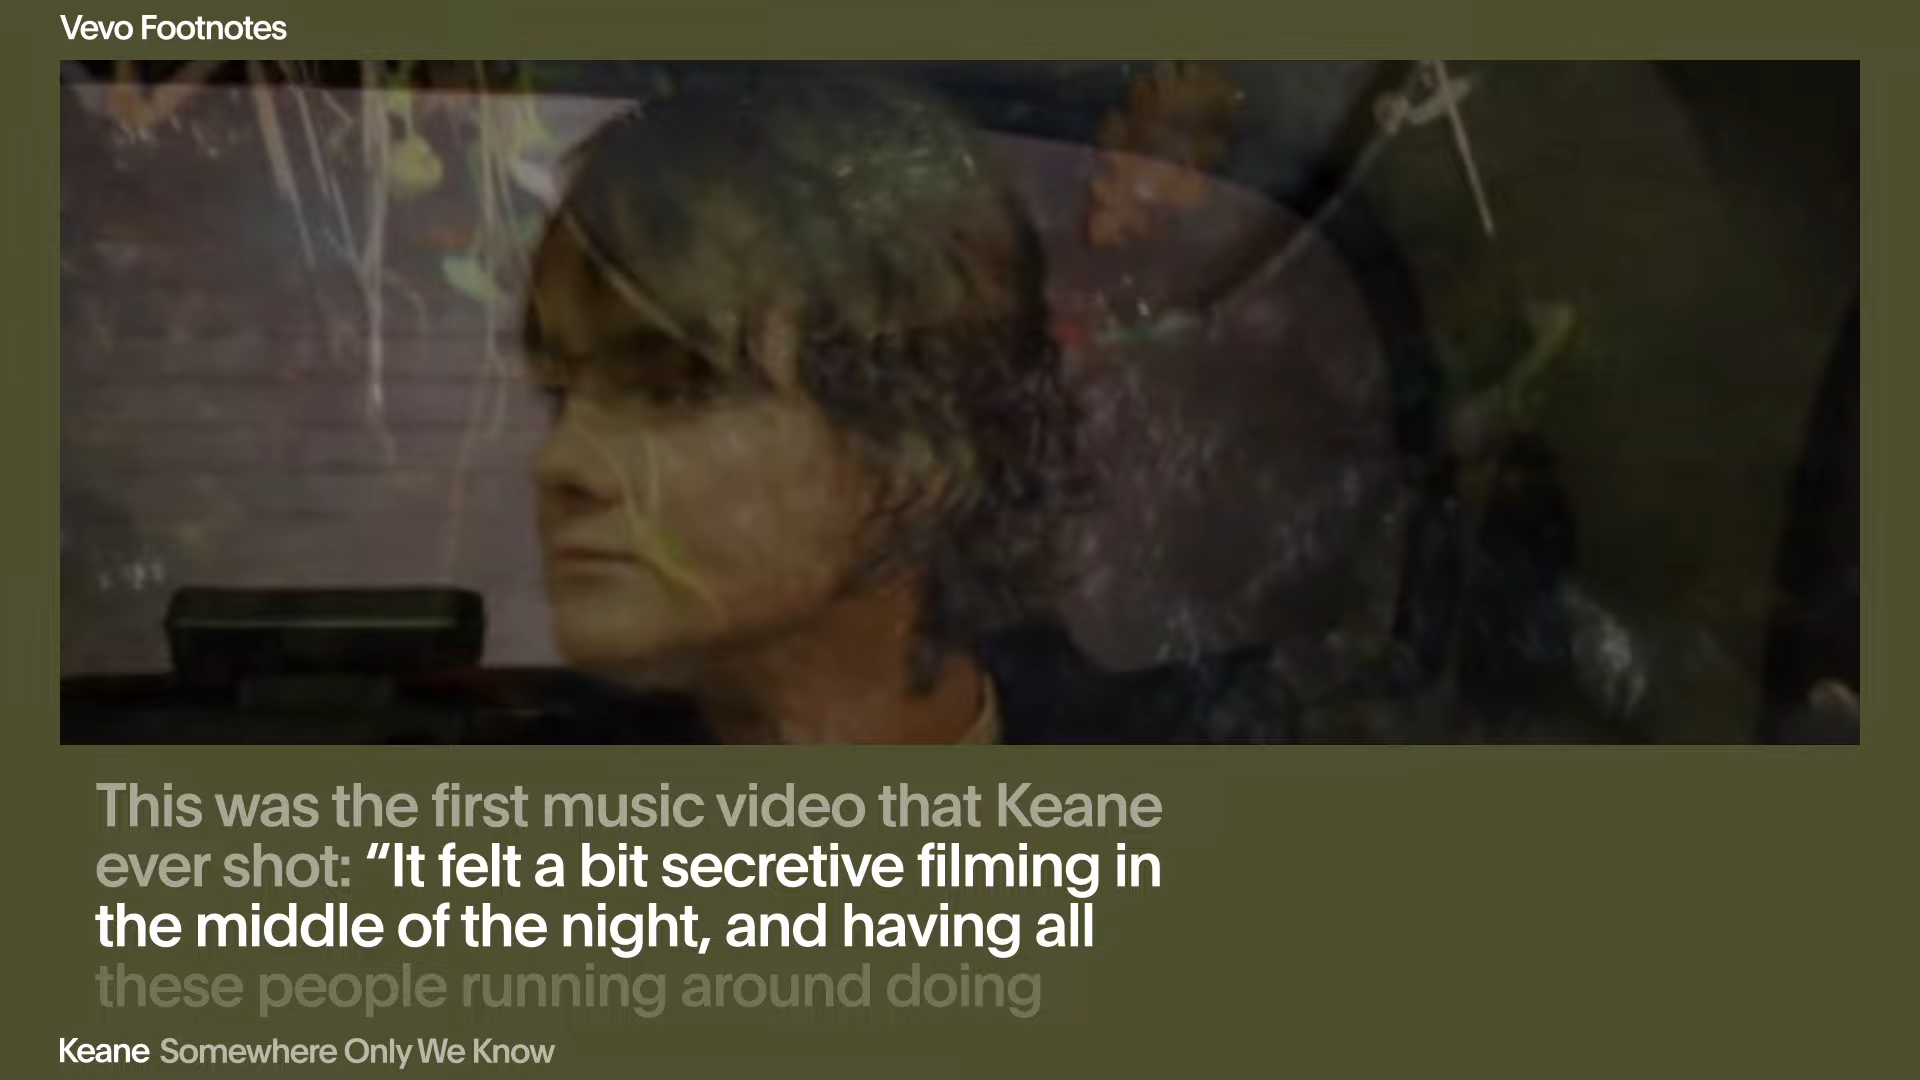 Vevo Footnotes
This was the first music video that Keane
ever shot: “It felt a bit secretive filming in
the middle of the night, and having all
these people running around doing
Keane Somewhere Only We Know